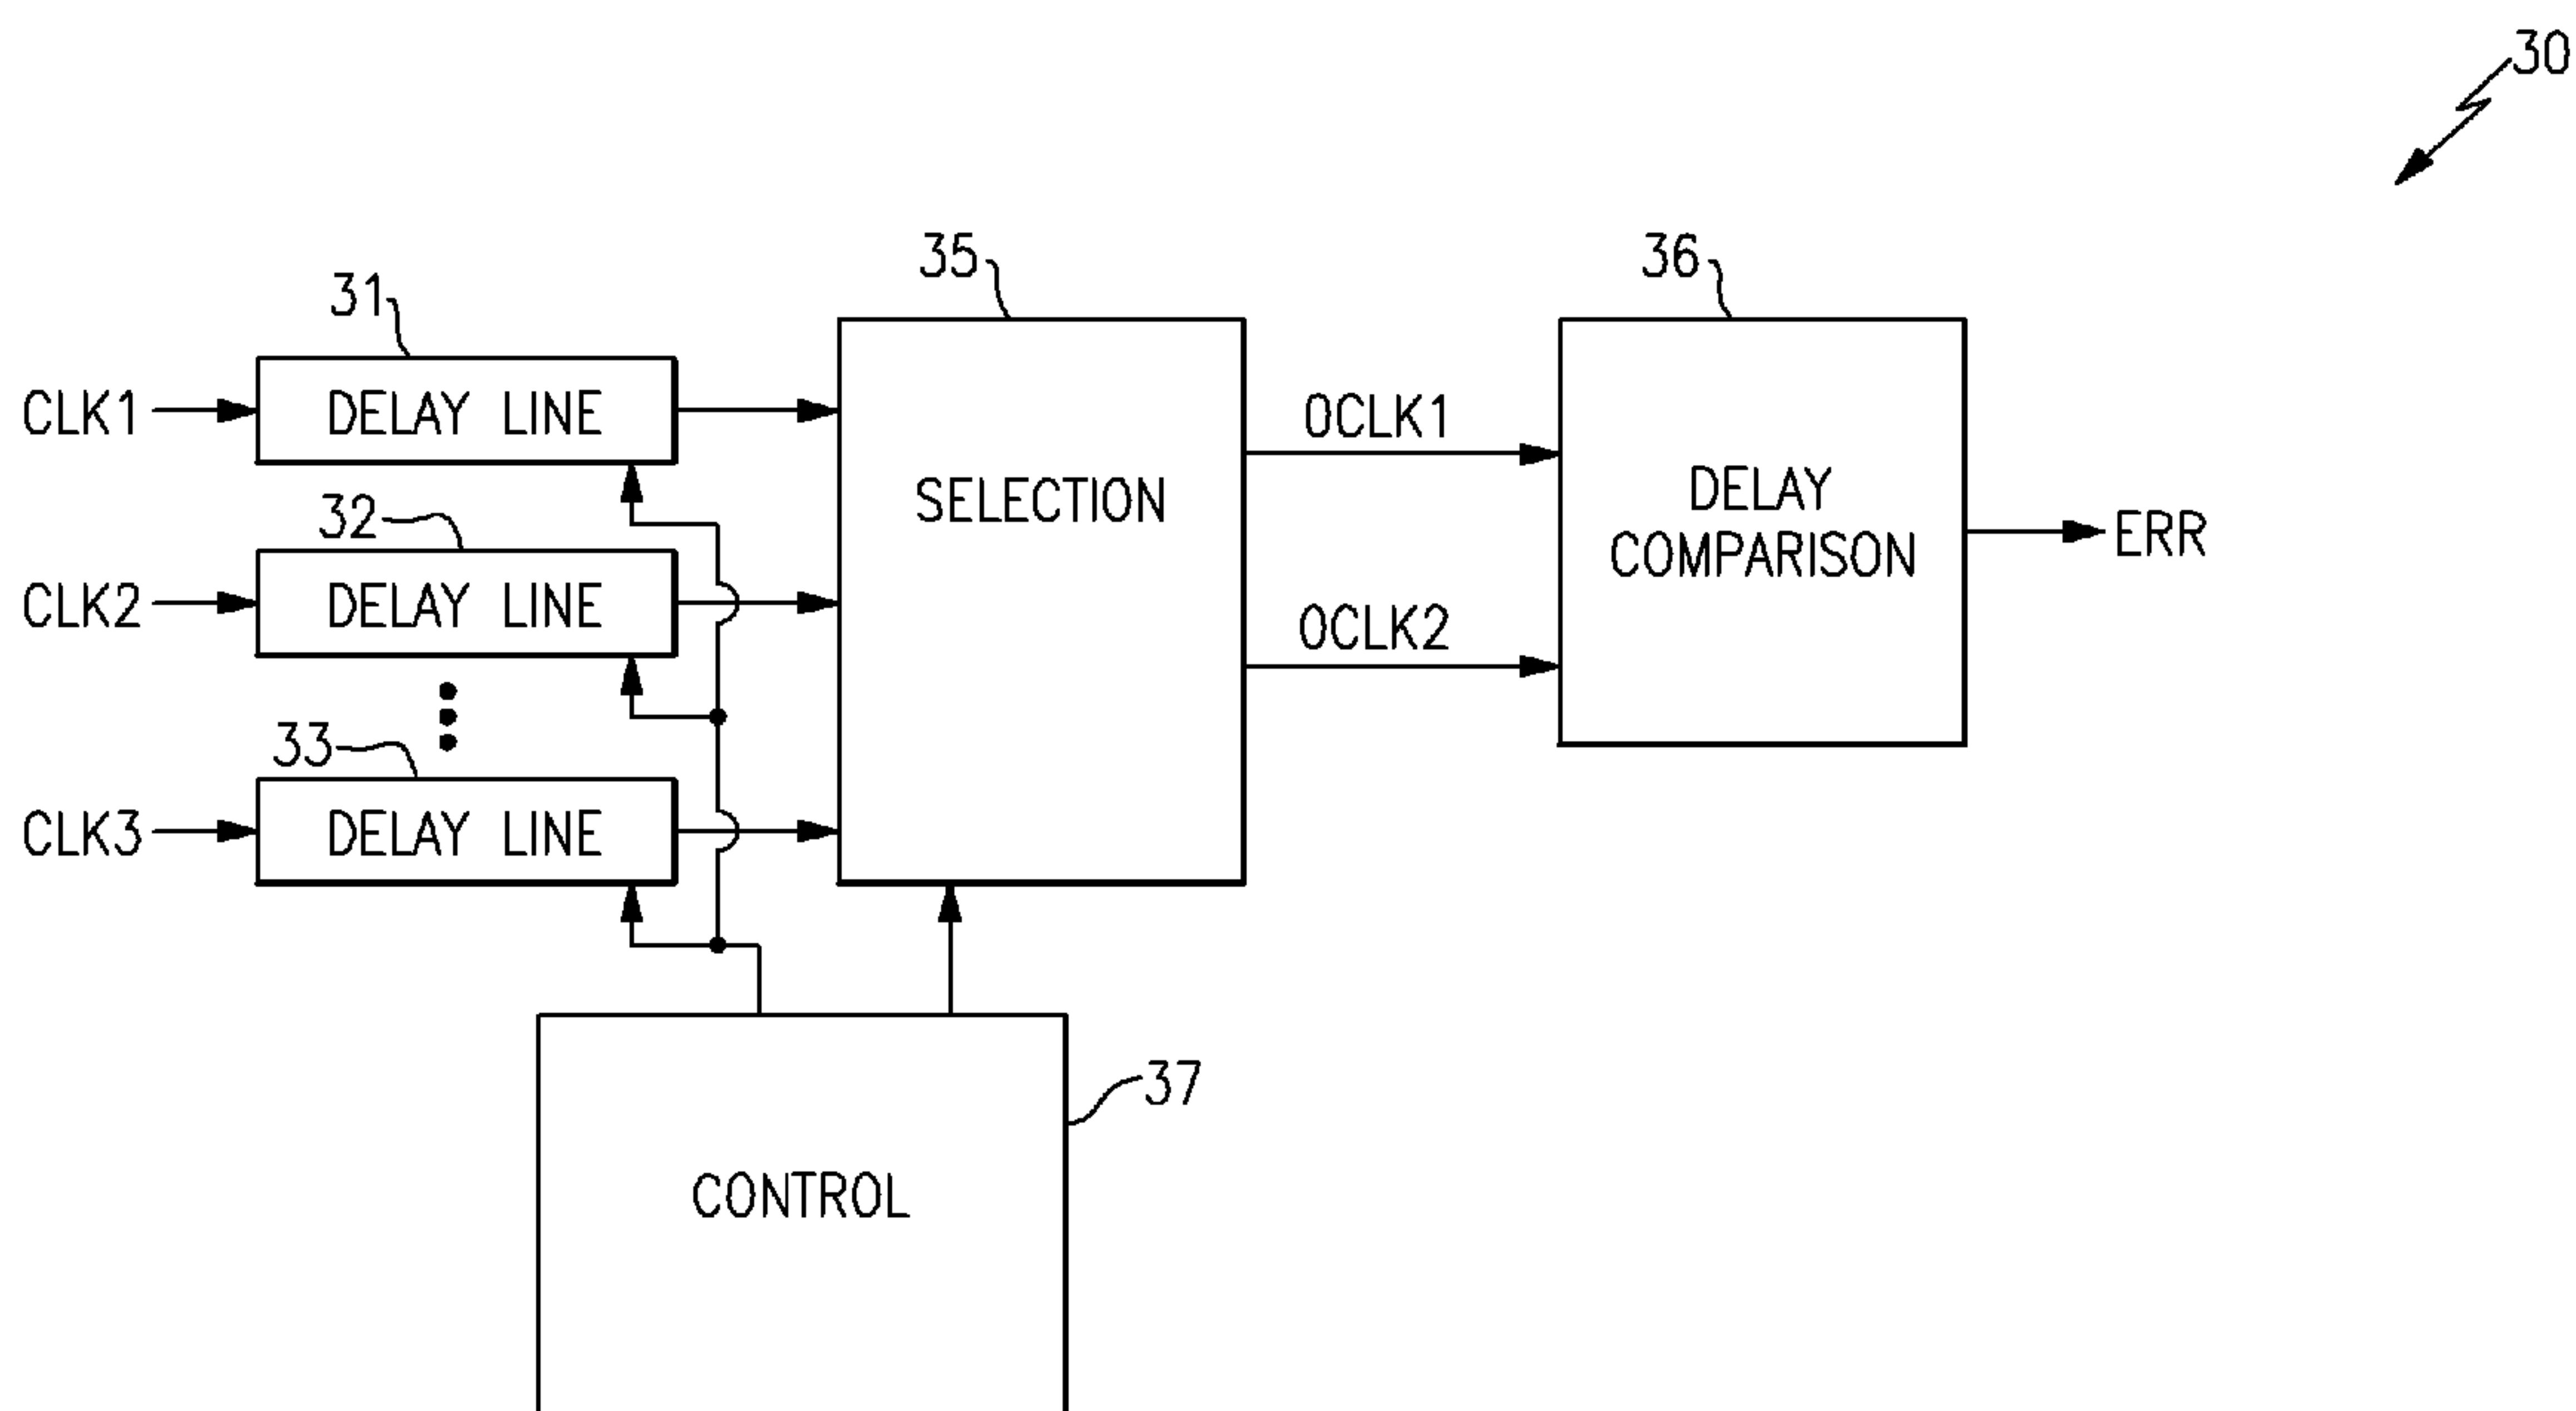 30
35
36
31
CLK1
DELAY LINE
OCLK1
32
SELECTION
DELAY
COMPARISON
ERR
CLK2
DELAY LINE
OCLK2
33
CLK3
DELAY LINE
37
CONTROL